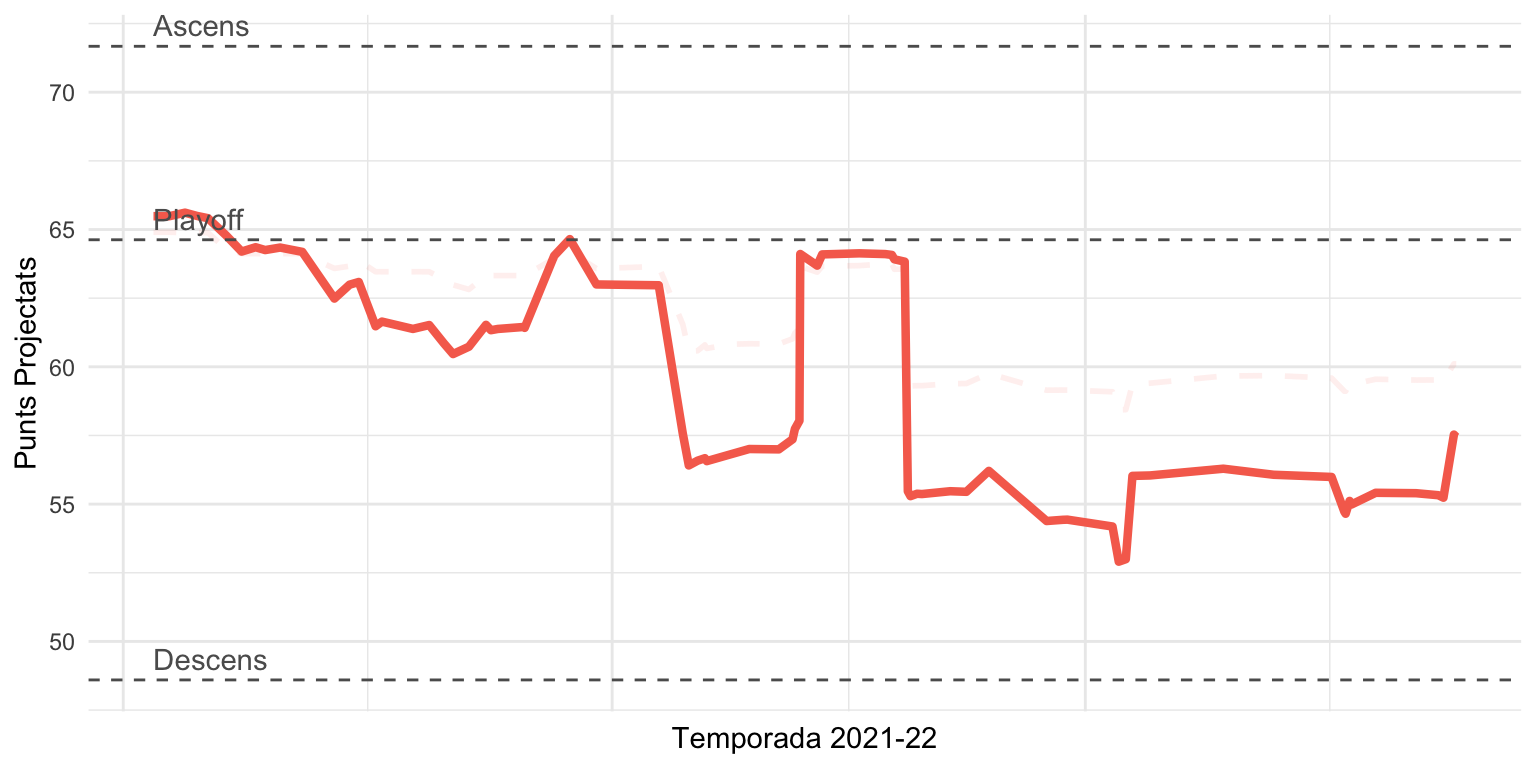 Ascens
70
Playoff
65
Punts Projectats
60
55
50
Descens
Temporada 2021-22